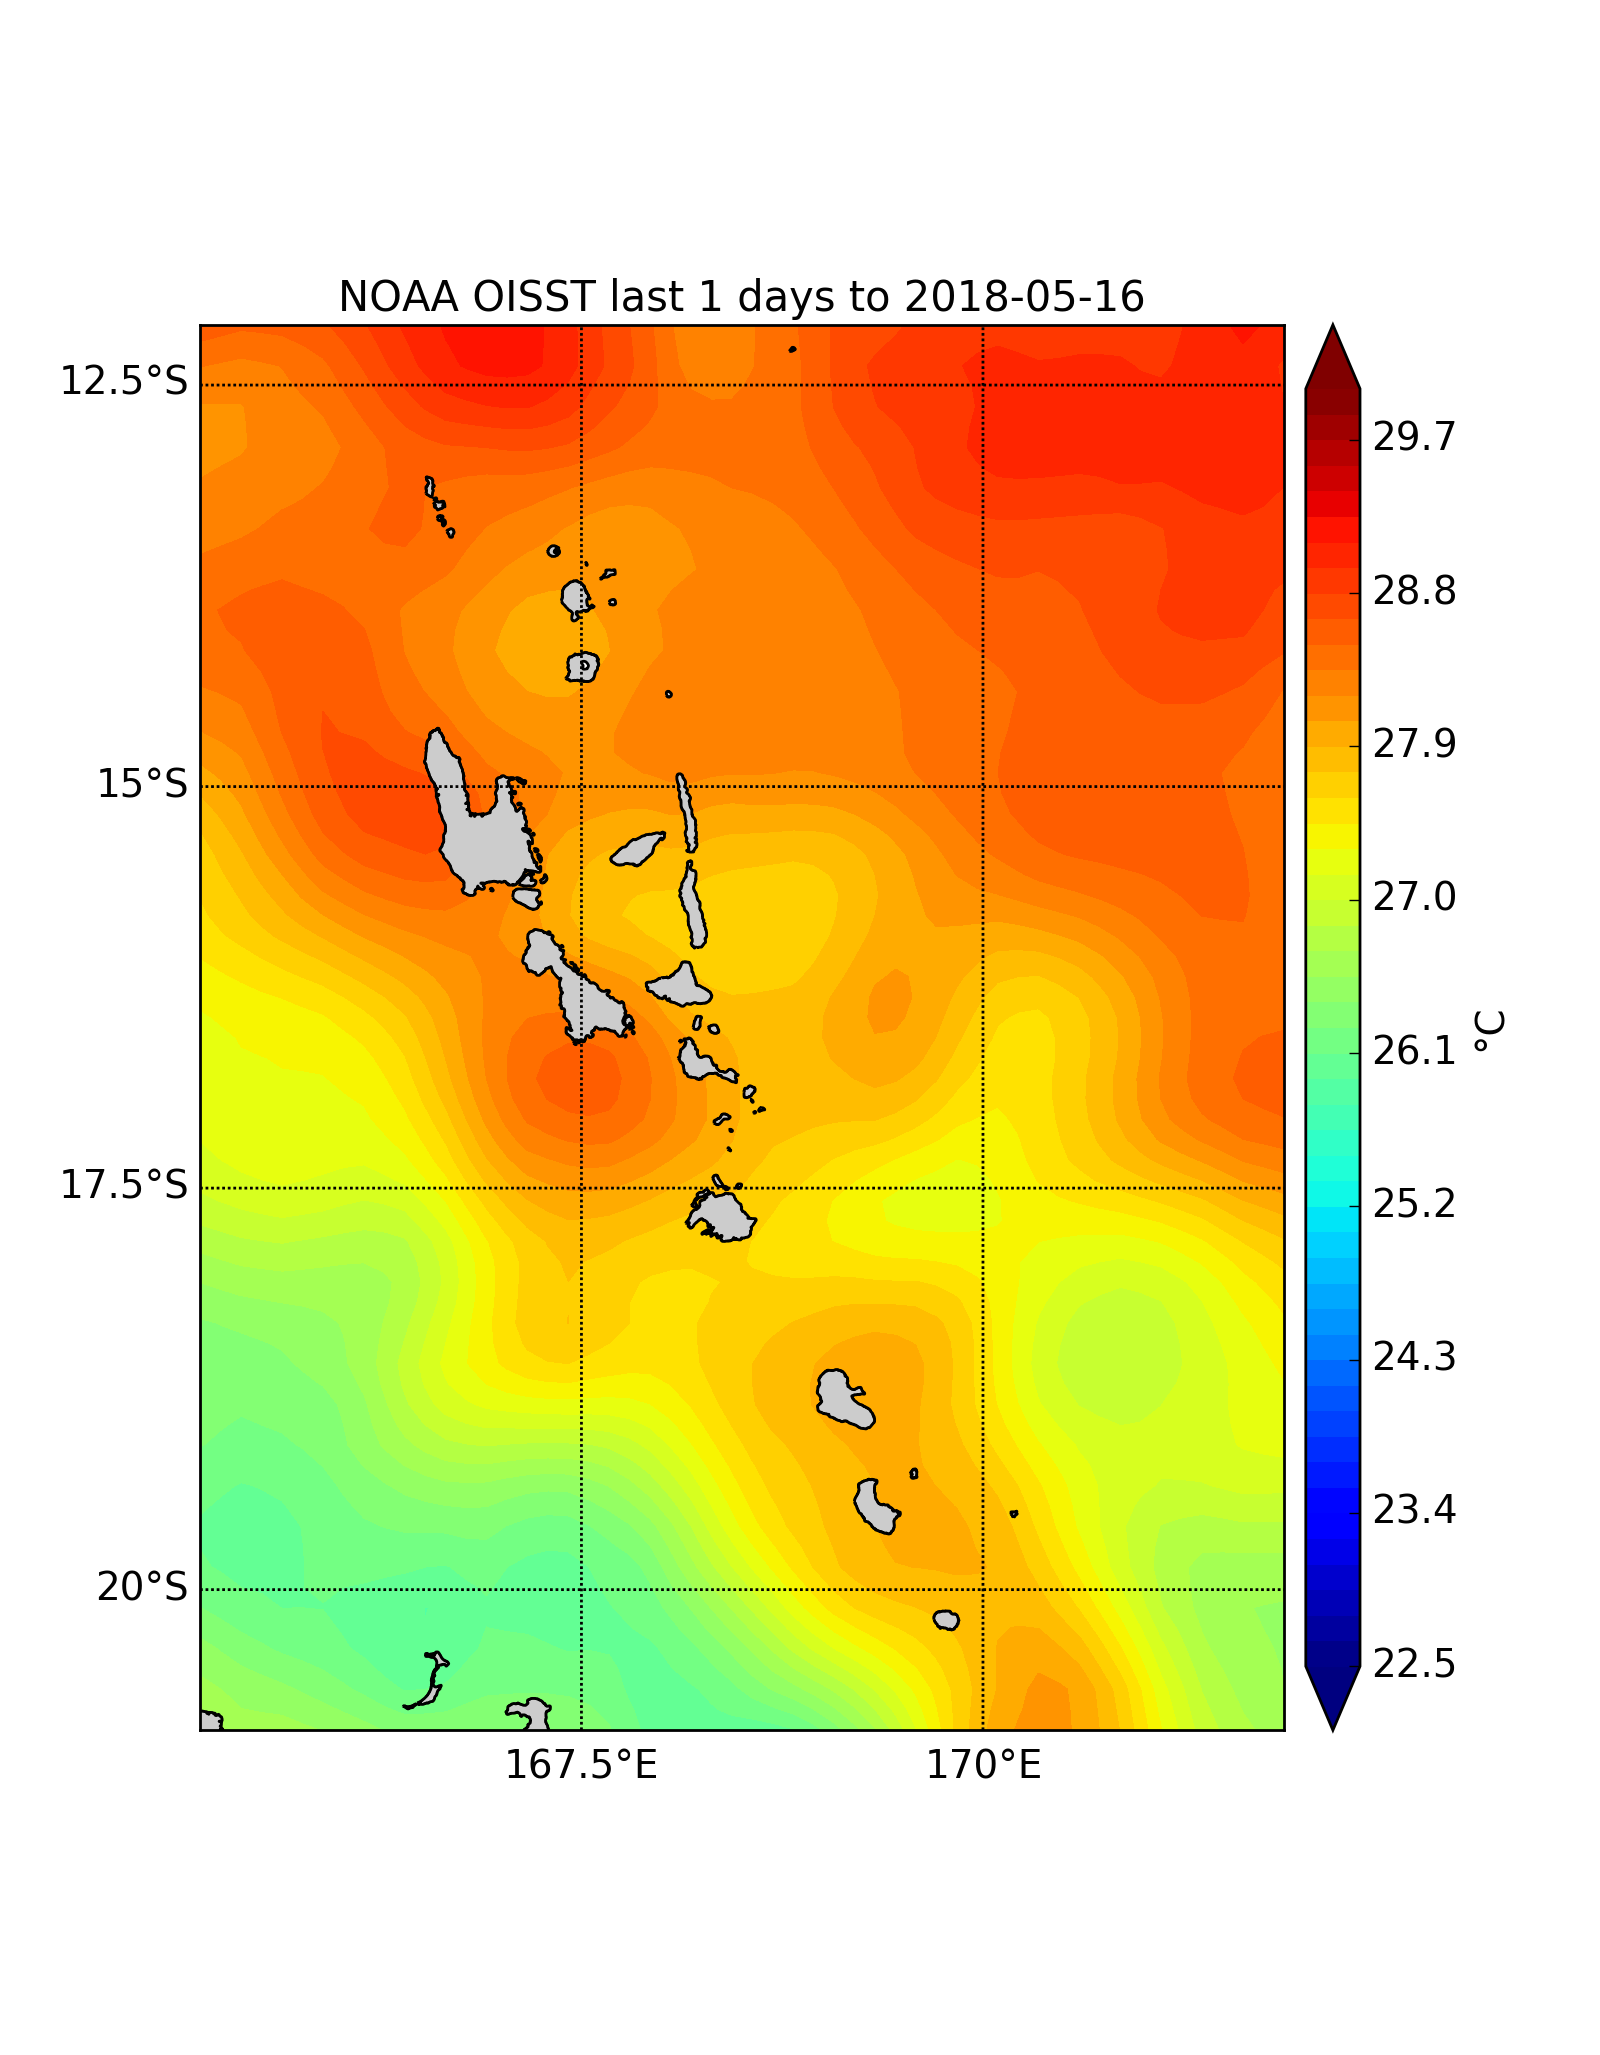 NOAA OISST last 1 days to 2018-05-16
12.5°S
15°S
17.5°S
20°S
167.5°E
170°E
29.7
28.8
27.9
27.0
26.1
25.2
24.3
23.4
22.5
°C